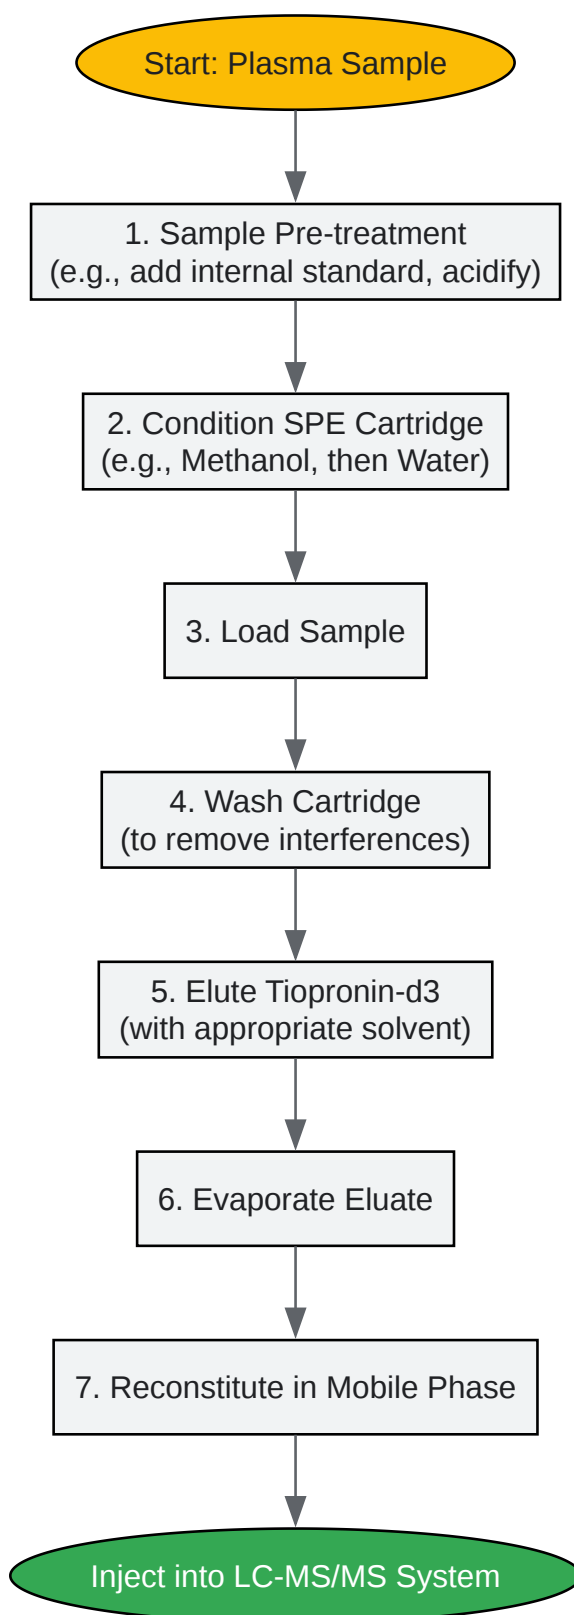 Start: Plasma Sample
1. Sample Pre-treatment
(e.g., add internal standard, acidify)
2. Condition SPE Cartridge
(e.g., Methanol, then Water)
3. Load Sample
4. Wash Cartridge
(to remove interferences)
5. Elute Tiopronin-d3
(with appropriate solvent)
6. Evaporate Eluate
7. Reconstitute in Mobile Phase
Inject into LC-MS/MS System